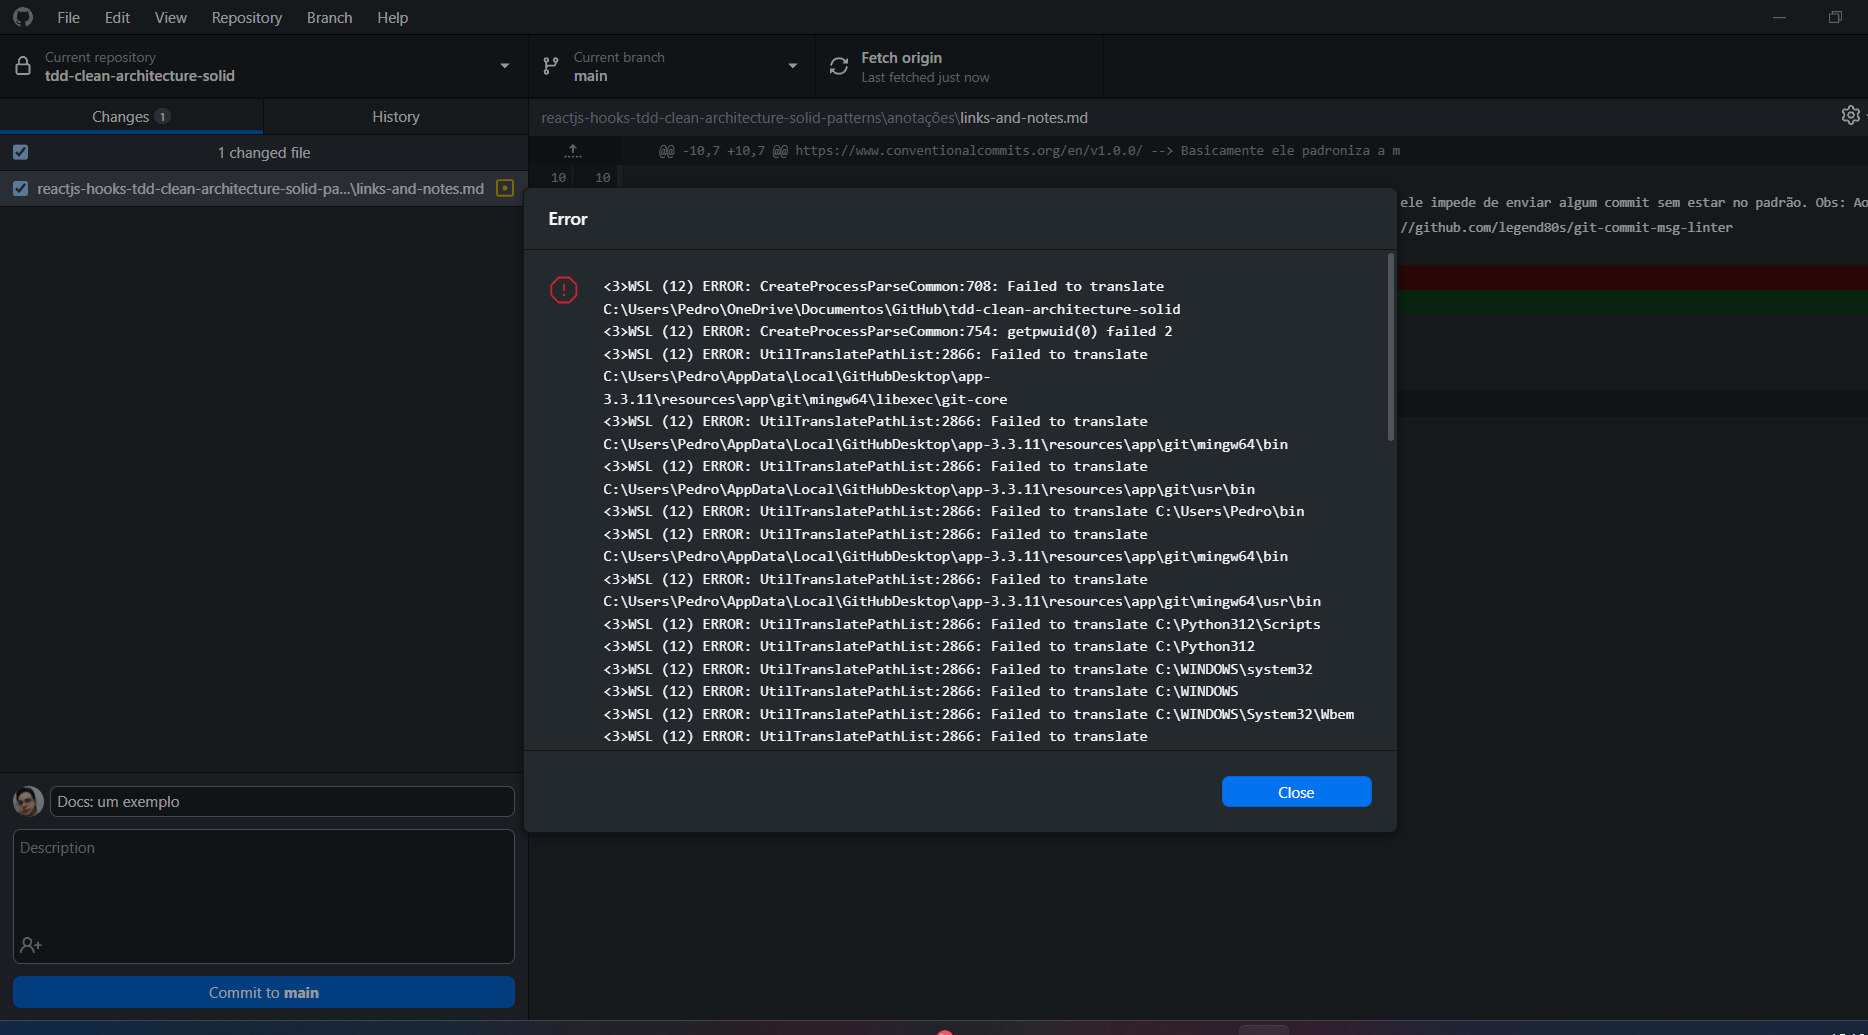 File Edit View Repository Branch Help
Current repository
tdd-clean-architecture-solid
Current branch
main
Fetch origin
Last fetched just now
Changes 1
History
reactjs-hooks-tdd-clean-architecture-solid-patterns\anotações\links-and-notes.md
1 changed file
@@ -10,7 +10,7 @@ https://www.conventionalcommits.org/en/v1.0.0/ --> Basicamente ele padroniza a m
10 10
reactjs-hooks-tdd-clean-architecture-solid-pa...\links-and-notes.md
ele impede de enviar algum commit sem estar no padrão. Obs: Ao
//github.com/legend80s/git-commit-msg-linter
Error
<3>WSL (12) ERROR: CreateProcessParseCommon:708: Failed to translate
C:\Users\Pedro\OneDrive\Documentos\GitHub\tdd-clean-architecture-solid
<3>WSL (12) ERROR: CreateProcessParseCommon:754: getpwuid(0) failed 2
<3>WSL (12) ERROR: UtilTranslatePathList:2866: Failed to translate
C:\Users\Pedro\AppData\Local\GitHubDesktop\app-
3.3.11\resources\app\git\mingw64\libexec\git-core
<3>WSL (12) ERROR: UtilTranslatePathList:2866: Failed to translate
C:\Users\Pedro\AppData\Local\GitHubDesktop\app-3.3.11\resources\app\git\mingw64\bin
<3>WSL (12) ERROR: UtilTranslatePathList:2866: Failed to translate
C:\Users\Pedro\AppData\Local\GitHubDesktop\app-3.3.11\resources\app\git\usr\bin
<3>WSL (12) ERROR: UtilTranslatePathList:2866: Failed to translate C:\Users\Pedro\bin
<3>WSL (12) ERROR: UtilTranslatePathList:2866: Failed to translate
C:\Users\Pedro\AppData\Local\GitHubDesktop\app-3.3.11\resources\app\git\mingw64\bin
<3>WSL (12) ERROR: UtilTranslatePathList:2866: Failed to translate
C:\Users\Pedro\AppData\Local\GitHubDesktop\app-3.3.11\resources\app\git\mingw64\usr\bin
<3>WSL (12) ERROR: UtilTranslatePathList:2866: Failed to translate C:\Python312\Scripts
<3>WSL (12) ERROR: UtilTranslatePathList:2866: Failed to translate C:\Python312
<3>WSL (12) ERROR: UtilTranslatePathList:2866: Failed to translate C:\WINDOWS\system32
<3>WSL (12) ERROR: UtilTranslatePathList:2866: Failed to translate C:\WINDOWS
<3>WSL (12) ERROR: UtilTranslatePathList:2866: Failed to translate C:\WINDOWS\System32\Wbem
<3>WSL (12) ERROR: UtilTranslatePathList:2866: Failed to translate
Close
Docs: um exemplo
Description
Commit to main